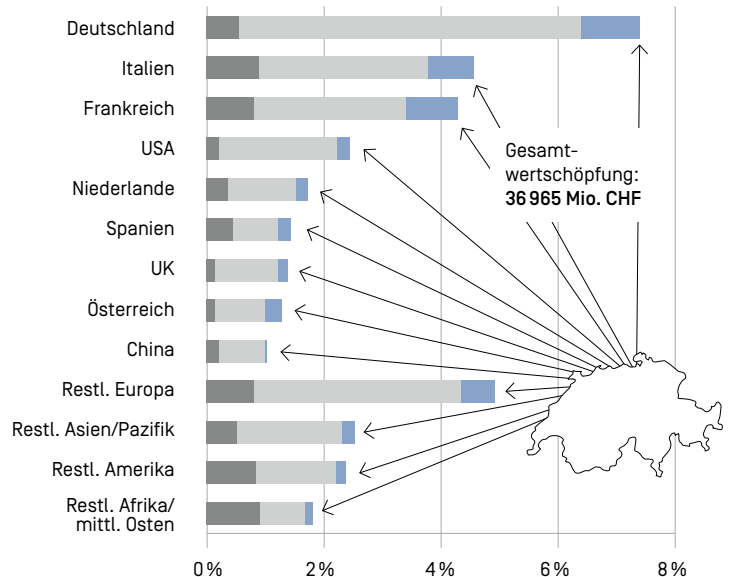 Deutschland
Italien
Frankreich
USA
Niederlande
Spanien
UK
Österreich
China
Restl. Europa
Restl. Asien/Pazifik
Restl. Amerika
Restl. Afrika/
mittl. Osten
Gesamt-
wertschöpfung:
36 965 Mio. CHF
0 %
2 %
4 %
6 %
8 %